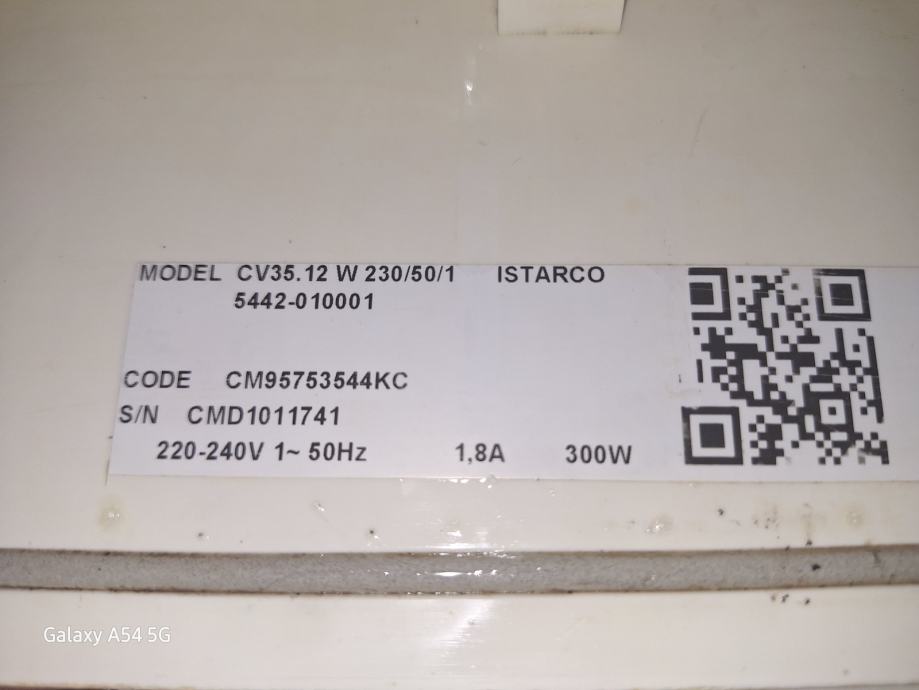 MODEL CV35.12 W 230/50/1 ISTARCO
5442-010001
CODE CM95753544KC
S/N CMD1011741
220-240V 1~ 50Hz 1,8A 300W
Galaxy A54 5G